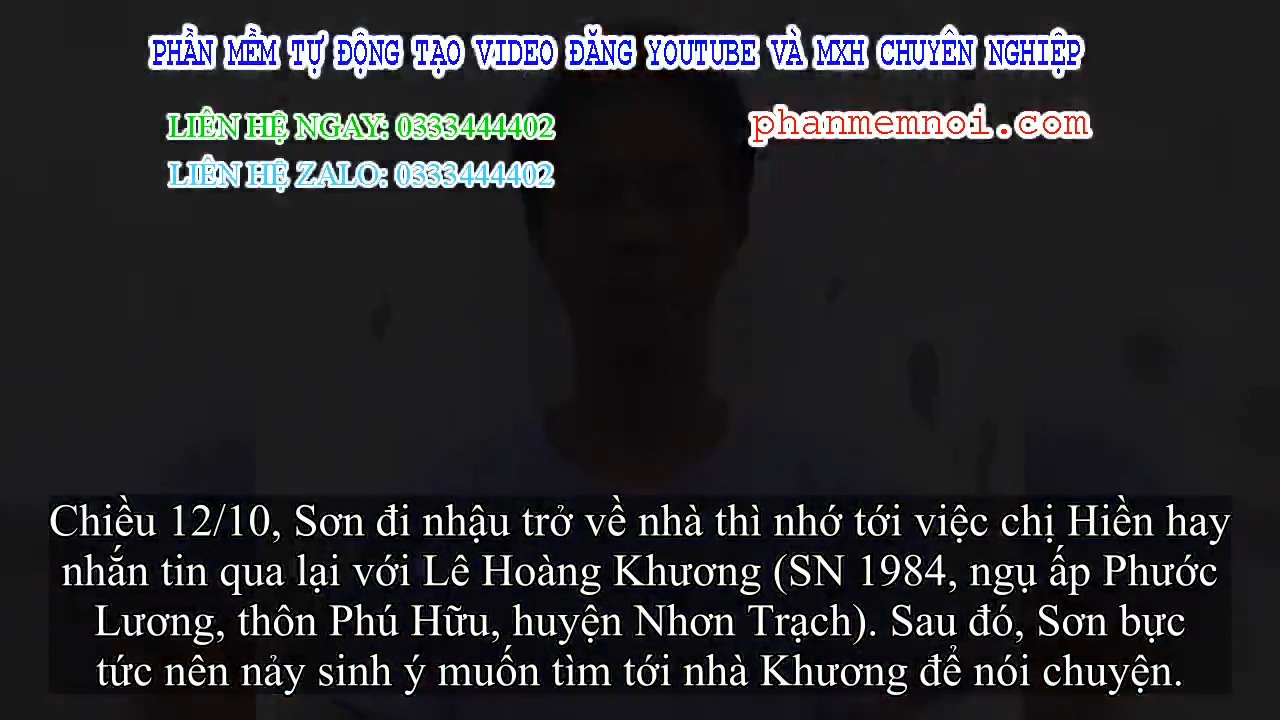 PHẦN MỀM TỰ ĐỘNG TẠO VIDEO ĐĂNG YOUTUBE VÀ MXH CHUYÊN NGHIỆP
LIÊN HỆ NGAY: 0333444402
phanmemnoi.com
LIÊN HỆ ZALO: 0333444402
Chiều 12/10, Sơn đi nhậu trở về nhà thì nhớ tới việc chị Hiền hay
nhắn tin qua lại với Lê Hoàng Khương (SN 1984, ngụ ấp Phước
Lương, thôn Phú Hữu, huyện Nhơn Trạch). Sau đó, Sơn bực
tức nên nảy sinh ý muốn tìm tới nhà Khương để nói chuyện.